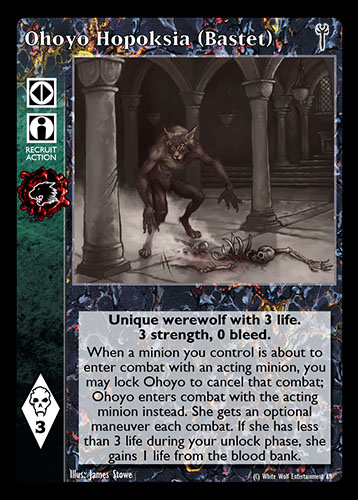 Ohoyo Hopoksia (Bastet)
RECRUIT
ACTION
Unique werewolf with 3 life.
3 strength, 0 bleed.
When a minion you control is about to
enter combat with an acting minion, you
may lock Ohoyo to cancel that combat;
Ohoyo enters combat with the acting
minion instead. She gets an optional
maneuver each combat. If she has less
than 3 life during your unlock phase, she
gains 1 life from the blood bank.
3
Illus: James Stowe
(C) White Wolf Entertainment AB